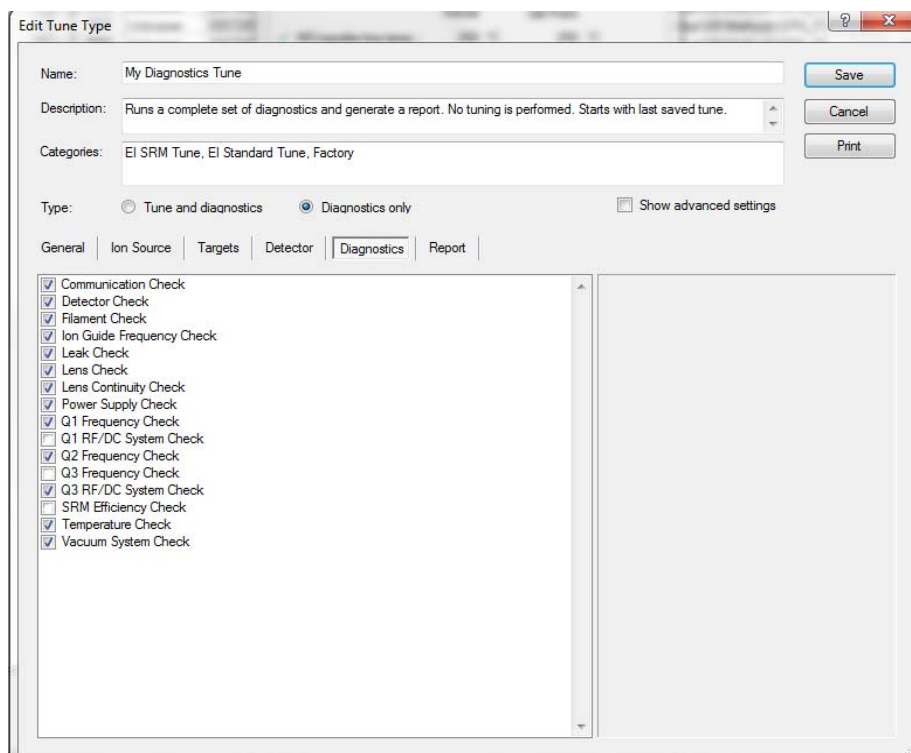 Edit Tune Type
Name: My Diagnostics Tune
Save
Description: Runs a complete set of diagnostics and generate a report. No tuning is performed. Starts with last saved tune.
Cancel
Categories: EI SRM Tune, EI Standard Tune, Factory
Print
Type: Tune and diagnostics Diagnostics only Show advanced settings
General Ion Source Targets Detector Diagnostics Report
Communication Check
Detector Check
Filament Check
Ion Guide Frequency Check
Leak Check
Lens Check
Lens Continuity Check
Power Supply Check
Q1 Frequency Check
Q1 RF/DC System Check
Q2 Frequency Check
Q3 Frequency Check
Q3 RF/DC System Check
SRM Efficiency Check
Temperature Check
Vacuum System Check